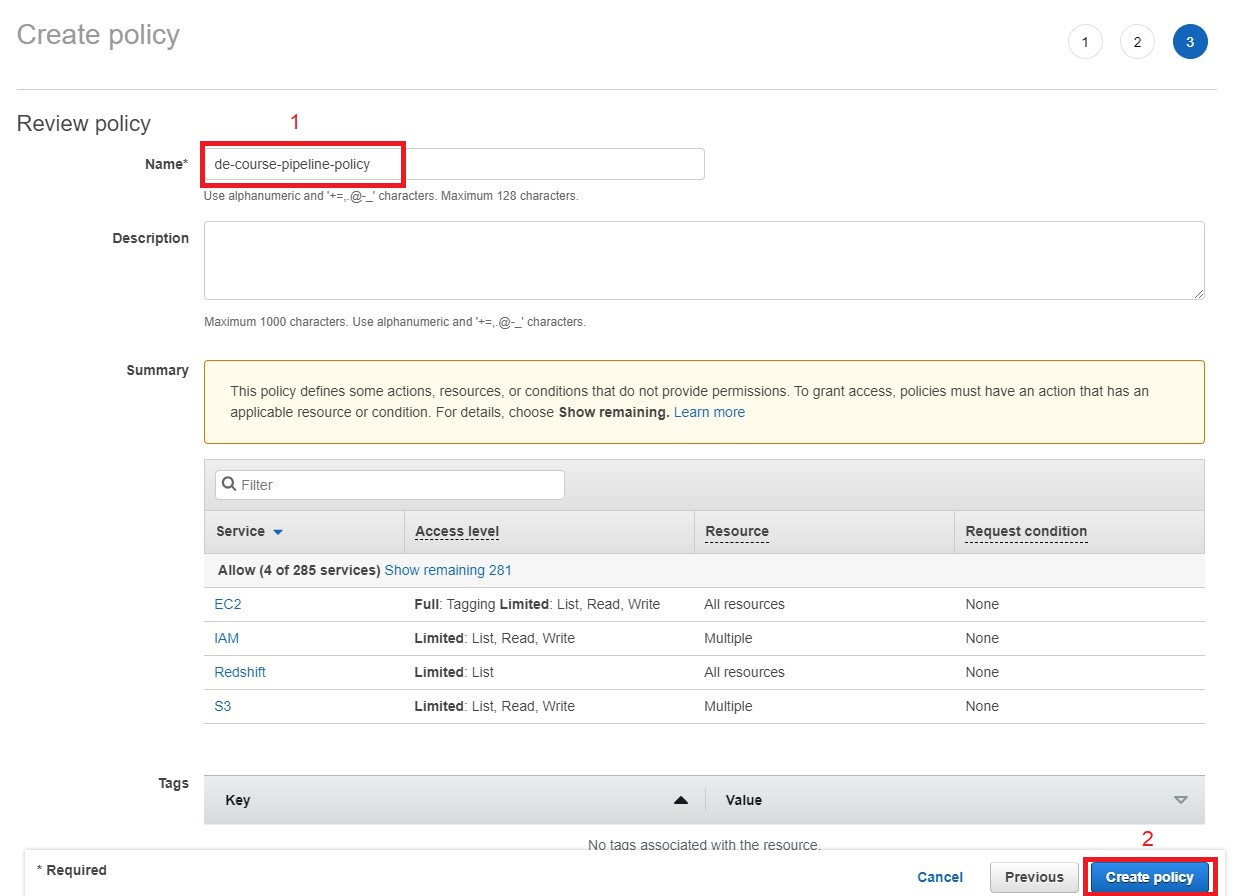 Create policy
1
2
3
Review policy
1
Name*
de-course-pipeline-policy
Use alphanumeric and '+=,.@-_' characters. Maximum 128 characters.
Description
Maximum 1000 characters. Use alphanumeric and '+=,.@-_' characters.
Summary
This policy defines some actions, resources, or conditions that do not provide permissions. To grant access, policies must have an action that has an
applicable resource or condition. For details, choose Show remaining. Learn more
Filter
Service Access level Resource Request condition
Allow (4 of 285 services) Show remaining 281
EC2 Full: Tagging Limited: List, Read, Write All resources None
IAM Limited: List, Read, Write Multiple None
Redshift Limited: List All resources None
S3 Limited: List, Read, Write Multiple None
Tags
Key Value
No tags associated with the resource.
2
* Required
Cancel Previous Create policy